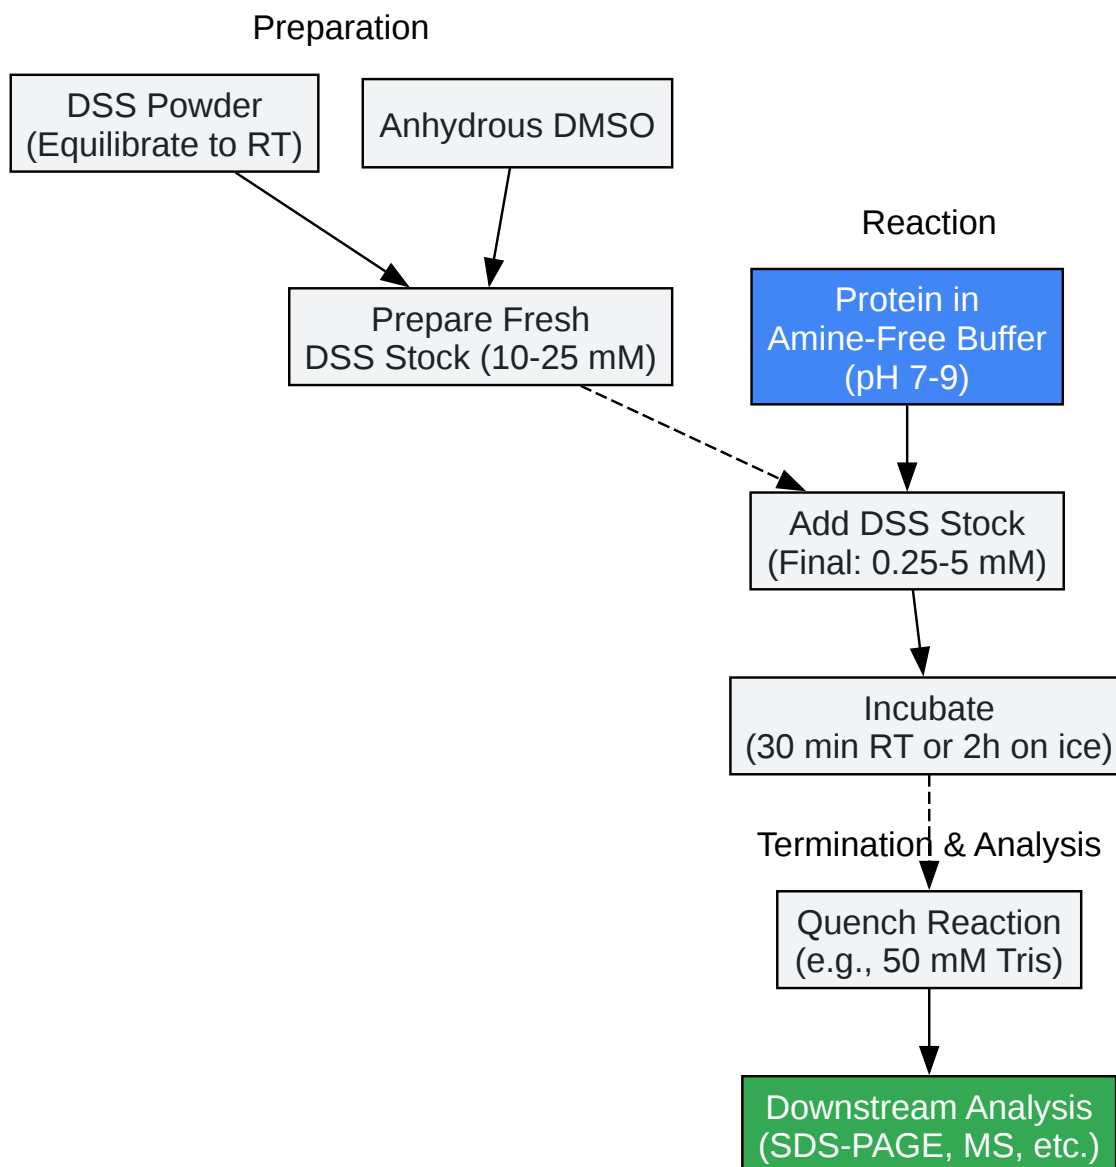 Preparation
DSS Powder
(Equilibrate to RT)
Anhydrous DMSO
Prepare Fresh
DSS Stock (10-25 mM)
Reaction
Protein in
Amine-Free Buffer
(pH 7-9)
Add DSS Stock
(Final: 0.25-5 mM)
Incubate
(30 min RT or 2h on ice)
Termination & Analysis
Quench Reaction
(e.g., 50 mM Tris)
Downstream Analysis
(SDS-PAGE, MS, etc.)